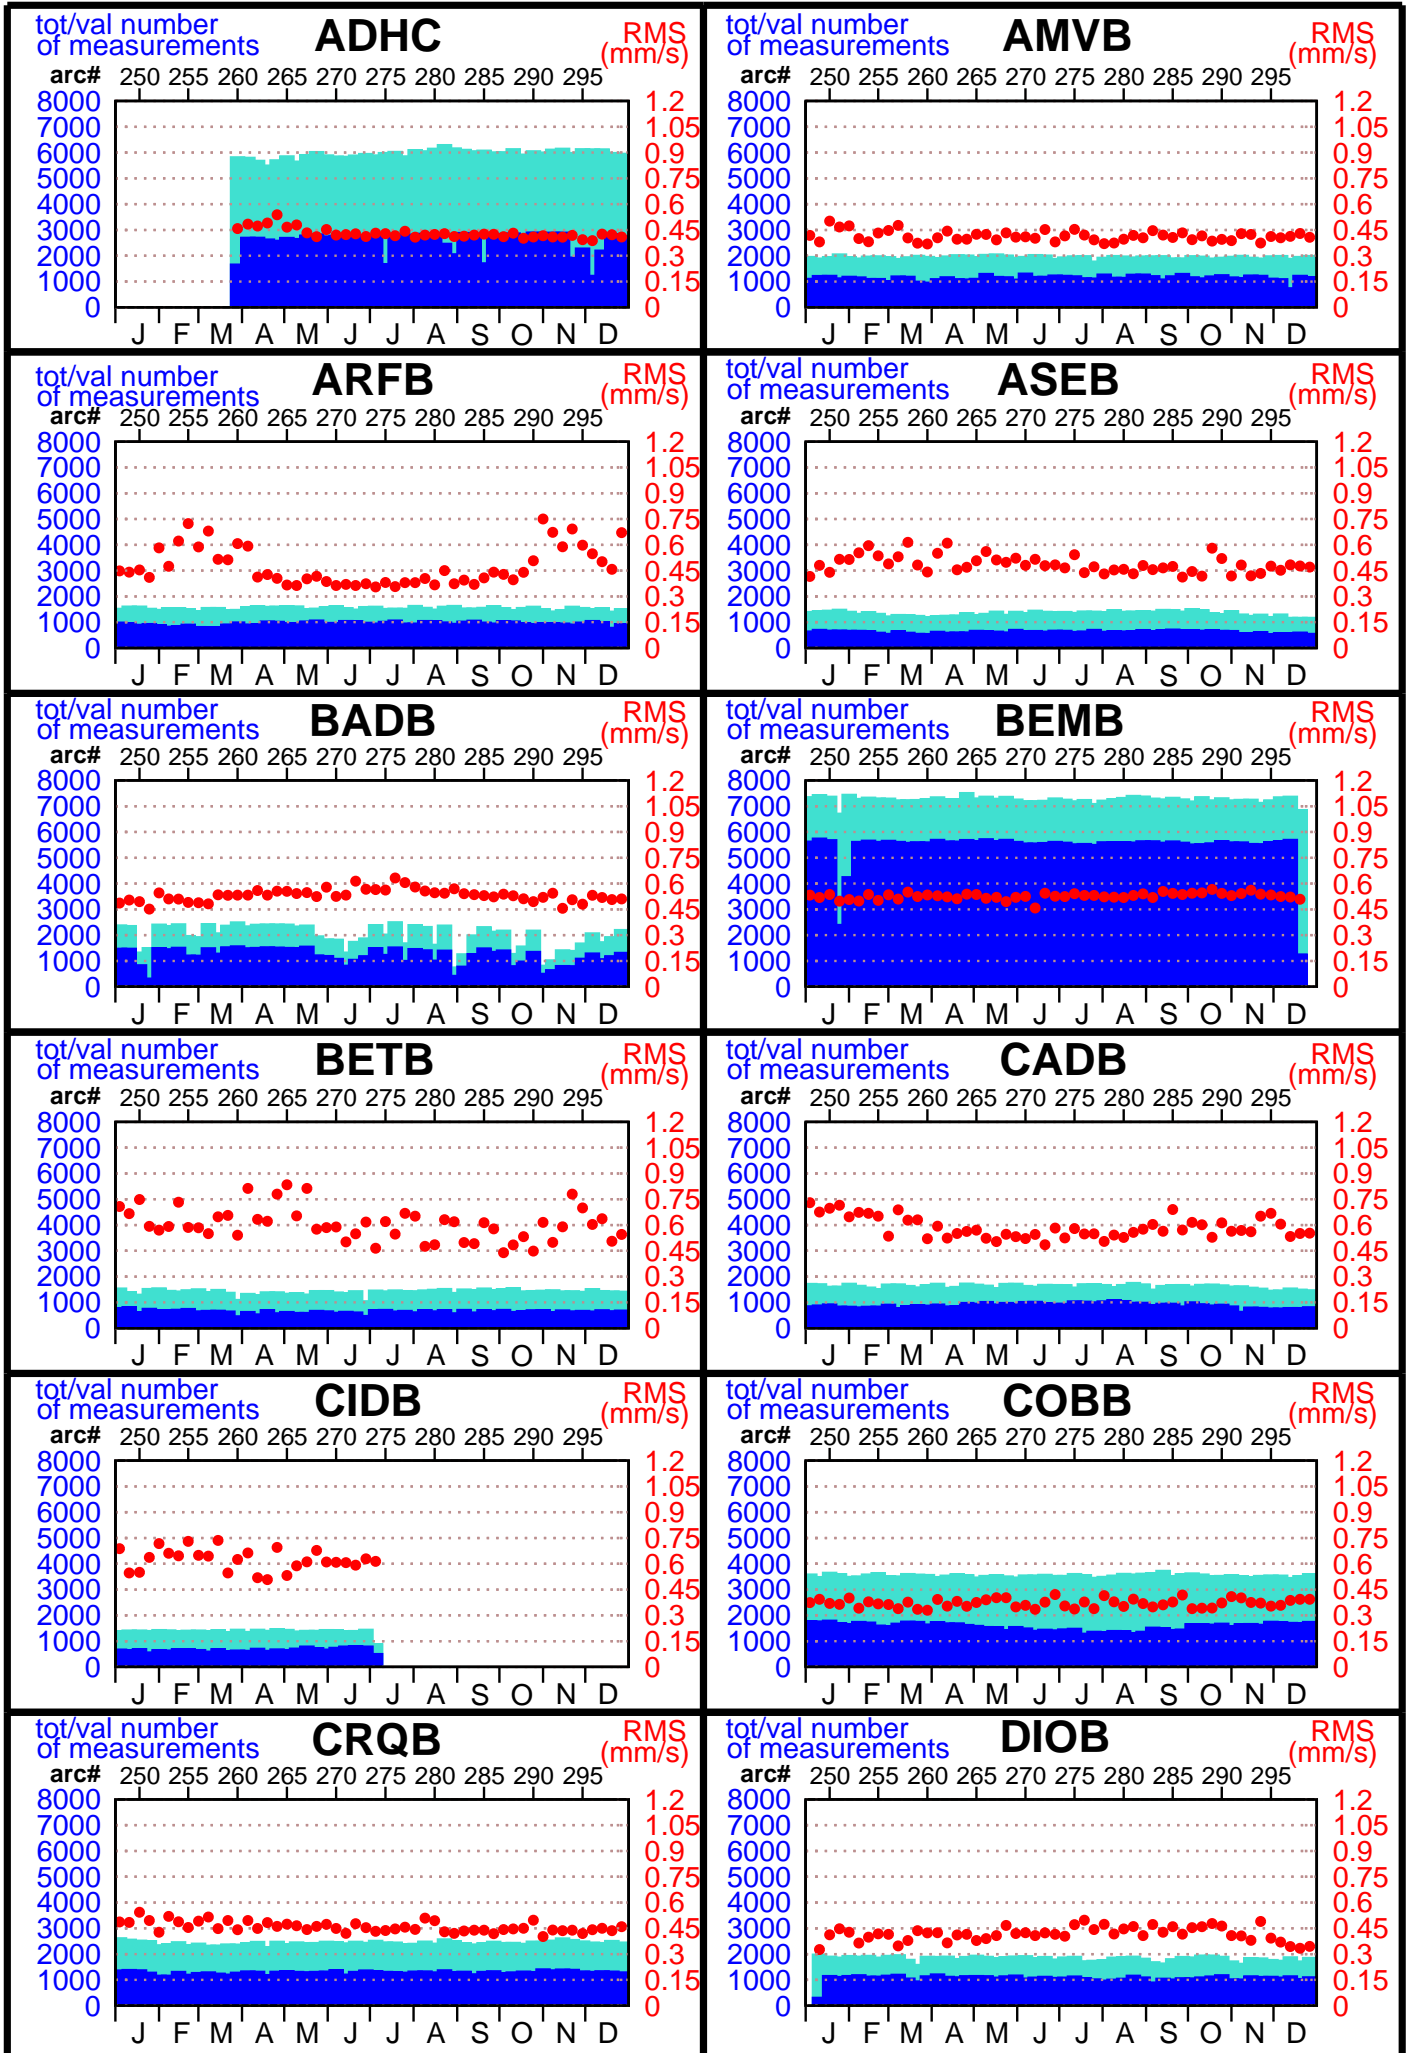 tot/val number ADHC RMS
of measurements (mm/s)
arc# 250 255 260 265 270 275 280 285 290 295
8000 1.2
7000 1.05
6000 0.9
5000 0.75
4000 0.6
3000 0.45
2000 0.3
1000 0.15
0 0
J F M A M J J A S O N D
tot/val number AMVB RMS
of measurements (mm/s)
arc# 250 255 260 265 270 275 280 285 290 295
8000 1.2
7000 1.05
6000 0.9
5000 0.75
4000 0.6
3000 0.45
2000 0.3
1000 0.15
0 0
J F M A M J J A S O N D
tot/val number ARFB RMS
of measurements (mm/s)
arc# 250 255 260 265 270 275 280 285 290 295
8000 1.2
7000 1.05
6000 0.9
5000 0.75
4000 0.6
3000 0.45
2000 0.3
1000 0.15
0 0
J F M A M J J A S O N D
tot/val number ASEB RMS
of measurements (mm/s)
arc# 250 255 260 265 270 275 280 285 290 295
8000 1.2
7000 1.05
6000 0.9
5000 0.75
4000 0.6
3000 0.45
2000 0.3
1000 0.15
0 0
J F M A M J J A S O N D
tot/val number BADB RMS
of measurements (mm/s)
arc# 250 255 260 265 270 275 280 285 290 295
8000 1.2
7000 1.05
6000 0.9
5000 0.75
4000 0.6
3000 0.45
2000 0.3
1000 0.15
0 0
J F M A M J J A S O N D
tot/val number BEMB RMS
of measurements (mm/s)
arc# 250 255 260 265 270 275 280 285 290 295
8000 1.2
7000 1.05
6000 0.9
5000 0.75
4000 0.6
3000 0.45
2000 0.3
1000 0.15
0 0
J F M A M J J A S O N D
tot/val number BETB RMS
of measurements (mm/s)
arc# 250 255 260 265 270 275 280 285 290 295
8000 1.2
7000 1.05
6000 0.9
5000 0.75
4000 0.6
3000 0.45
2000 0.3
1000 0.15
0 0
J F M A M J J A S O N D
tot/val number CADB RMS
of measurements (mm/s)
arc# 250 255 260 265 270 275 280 285 290 295
8000 1.2
7000 1.05
6000 0.9
5000 0.75
4000 0.6
3000 0.45
2000 0.3
1000 0.15
0 0
J F M A M J J A S O N D
tot/val number CIDB RMS
of measurements (mm/s)
arc# 250 255 260 265 270 275 280 285 290 295
8000 1.2
7000 1.05
6000 0.9
5000 0.75
4000 0.6
3000 0.45
2000 0.3
1000 0.15
0 0
J F M A M J J A S O N D
tot/val number COBB RMS
of measurements (mm/s)
arc# 250 255 260 265 270 275 280 285 290 295
8000 1.2
7000 1.05
6000 0.9
5000 0.75
4000 0.6
3000 0.45
2000 0.3
1000 0.15
0 0
J F M A M J J A S O N D
tot/val number CRQB RMS
of measurements (mm/s)
arc# 250 255 260 265 270 275 280 285 290 295
8000 1.2
7000 1.05
6000 0.9
5000 0.75
4000 0.6
3000 0.45
2000 0.3
1000 0.15
0 0
J F M A M J J A S O N D
tot/val number DIOB RMS
of measurements (mm/s)
arc# 250 255 260 265 270 275 280 285 290 295
8000 1.2
7000 1.05
6000 0.9
5000 0.75
4000 0.6
3000 0.45
2000 0.3
1000 0.15
0 0
J F M A M J J A S O N D